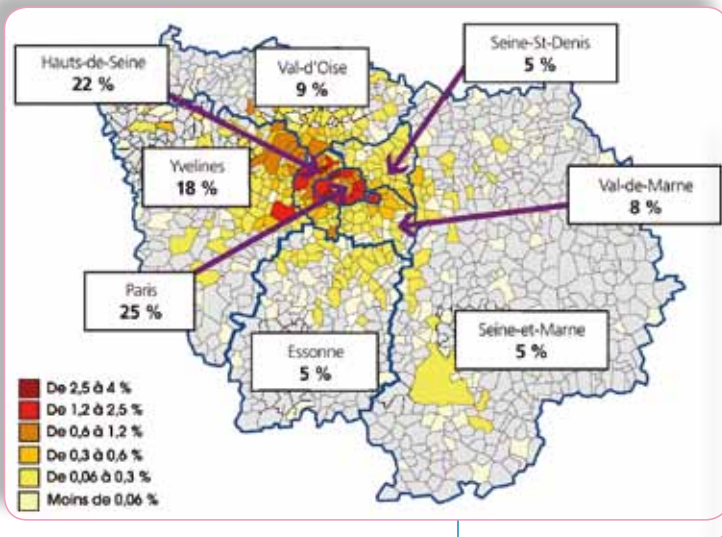 Hauts-de-Seine
22 %
Val-d'Oise
9 %
Seine-St-Denis
5 %
Yvelines
18 %
Val-de-Marne
8 %
Paris
25 %
Essonne
5 %
Seine-et-Marne
5 %
De 2,5 à 4 %
De 1,2 à 2,5 %
De 0,6 à 1,2 %
De 0,3 à 0,6 %
De 0,06 à 0,3 %
Moins de 0,06 %